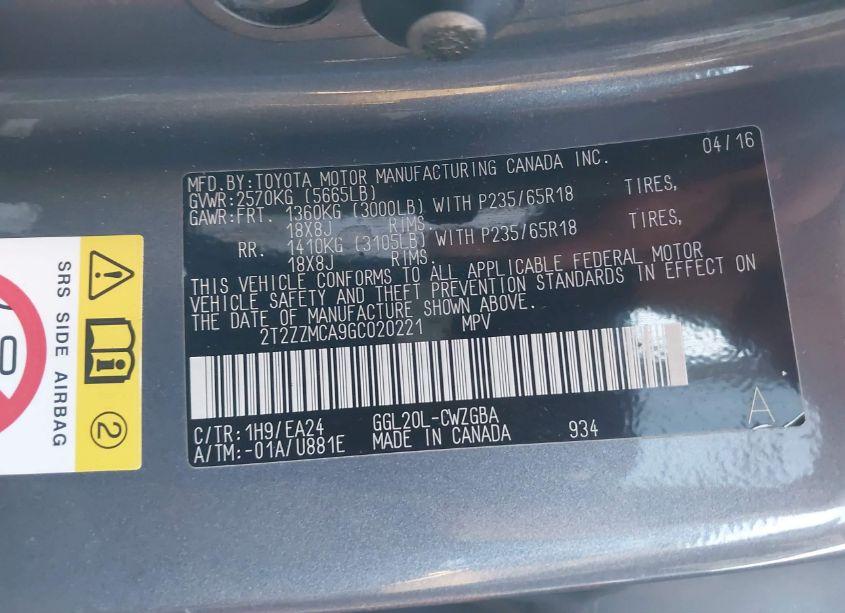 MFD.BY:TOYOTA MOTOR MANUFACTURING CANADA INC. 04/16
GVWR:2570KG (5665LB)
GAWR:FRT. 1360KG (3000LB) WITH P235/65R18 TIRES,
18X8J RIMS.
RR. 1410KG (3105LB) WITH P235/65R18 TIRES,
18X8J RIMS.
THIS VEHICLE CONFORMS TO ALL APPLICABLE FEDERAL MOTOR
VEHICLE SAFETY AND THEFT PREVENTION STANDARDS IN EFFECT ON
THE DATE OF MANUFACTURE SHOWN ABOVE.
2T2ZZMCA9GC020221 MPV
C/TR:1H9/EA24 GGL20L-CWZGBA
A/TM:-01A/U881E MADE IN CANADA 934
A
SRS SIDE AIRBAG
2